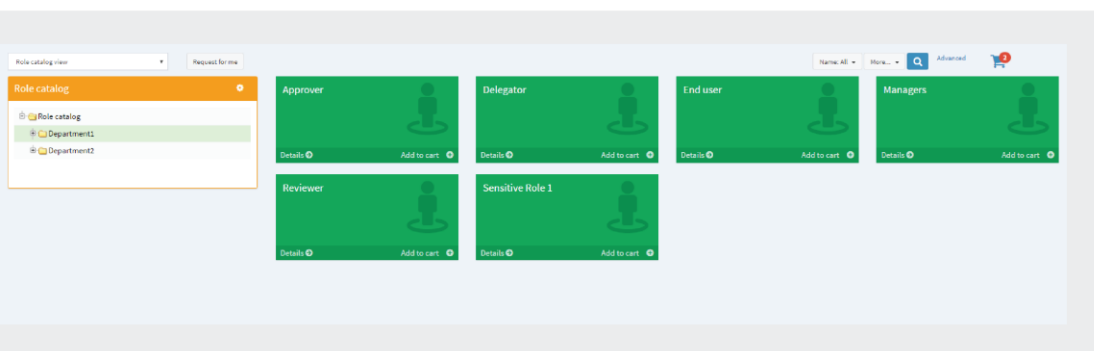 Role catalog view
Request for me
Name: All
More...
Advanced
Role catalog
Role catalog
Department1
Department2
Approver
Details
Add to cart
Delegator
Details
Add to cart
End user
Details
Add to cart
Managers
Details
Add to cart
Reviewer
Details
Add to cart
Sensitive Role 1
Details
Add to cart